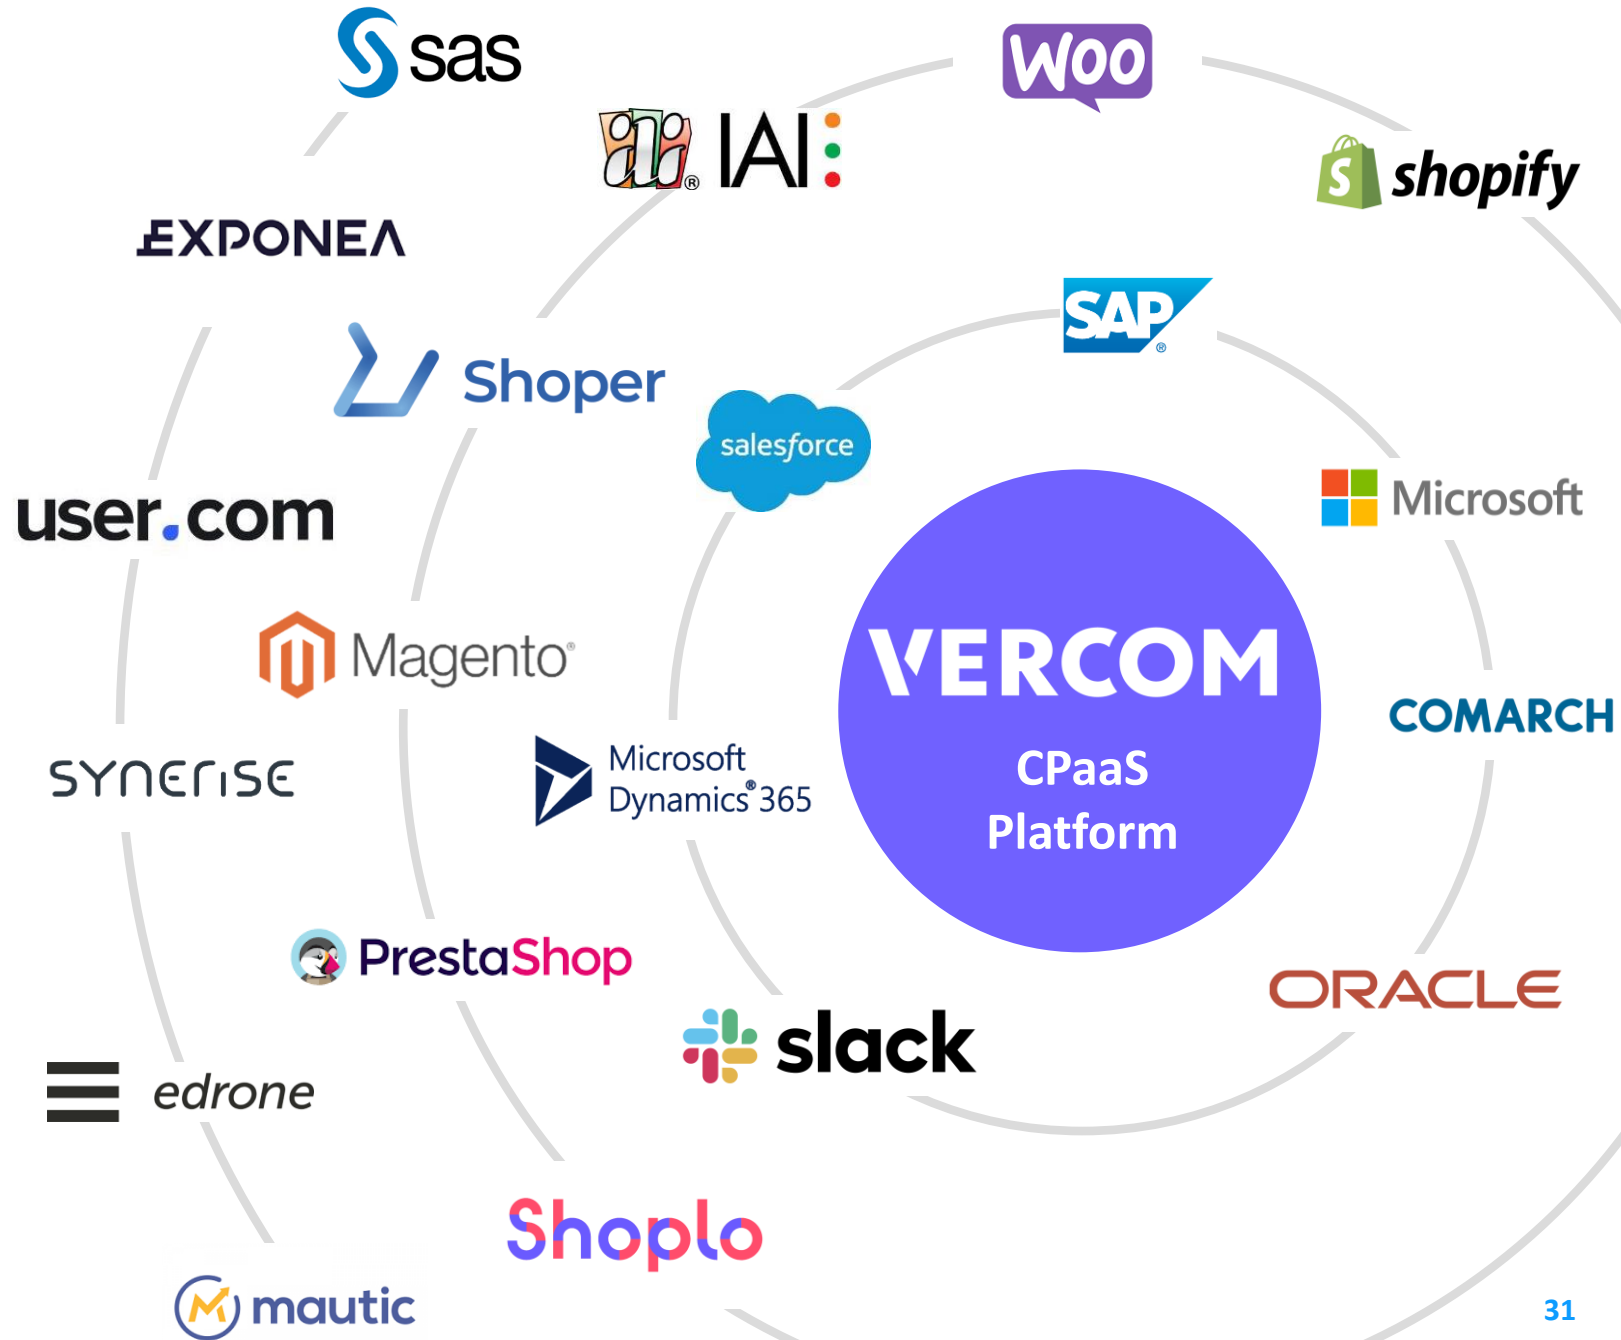 sas
WOO
iai® IAI
S shopify
EXPONEA
SAP®
Shoper
salesforce
Microsoft
user.com
VERCOM
Magento®
COMARCH
CPaaS
Platform
Microsoft
Dynamics® 365
SYNERISE
PrestaShop
ORACLE
slack
edrone
Shoplo
mautic
31